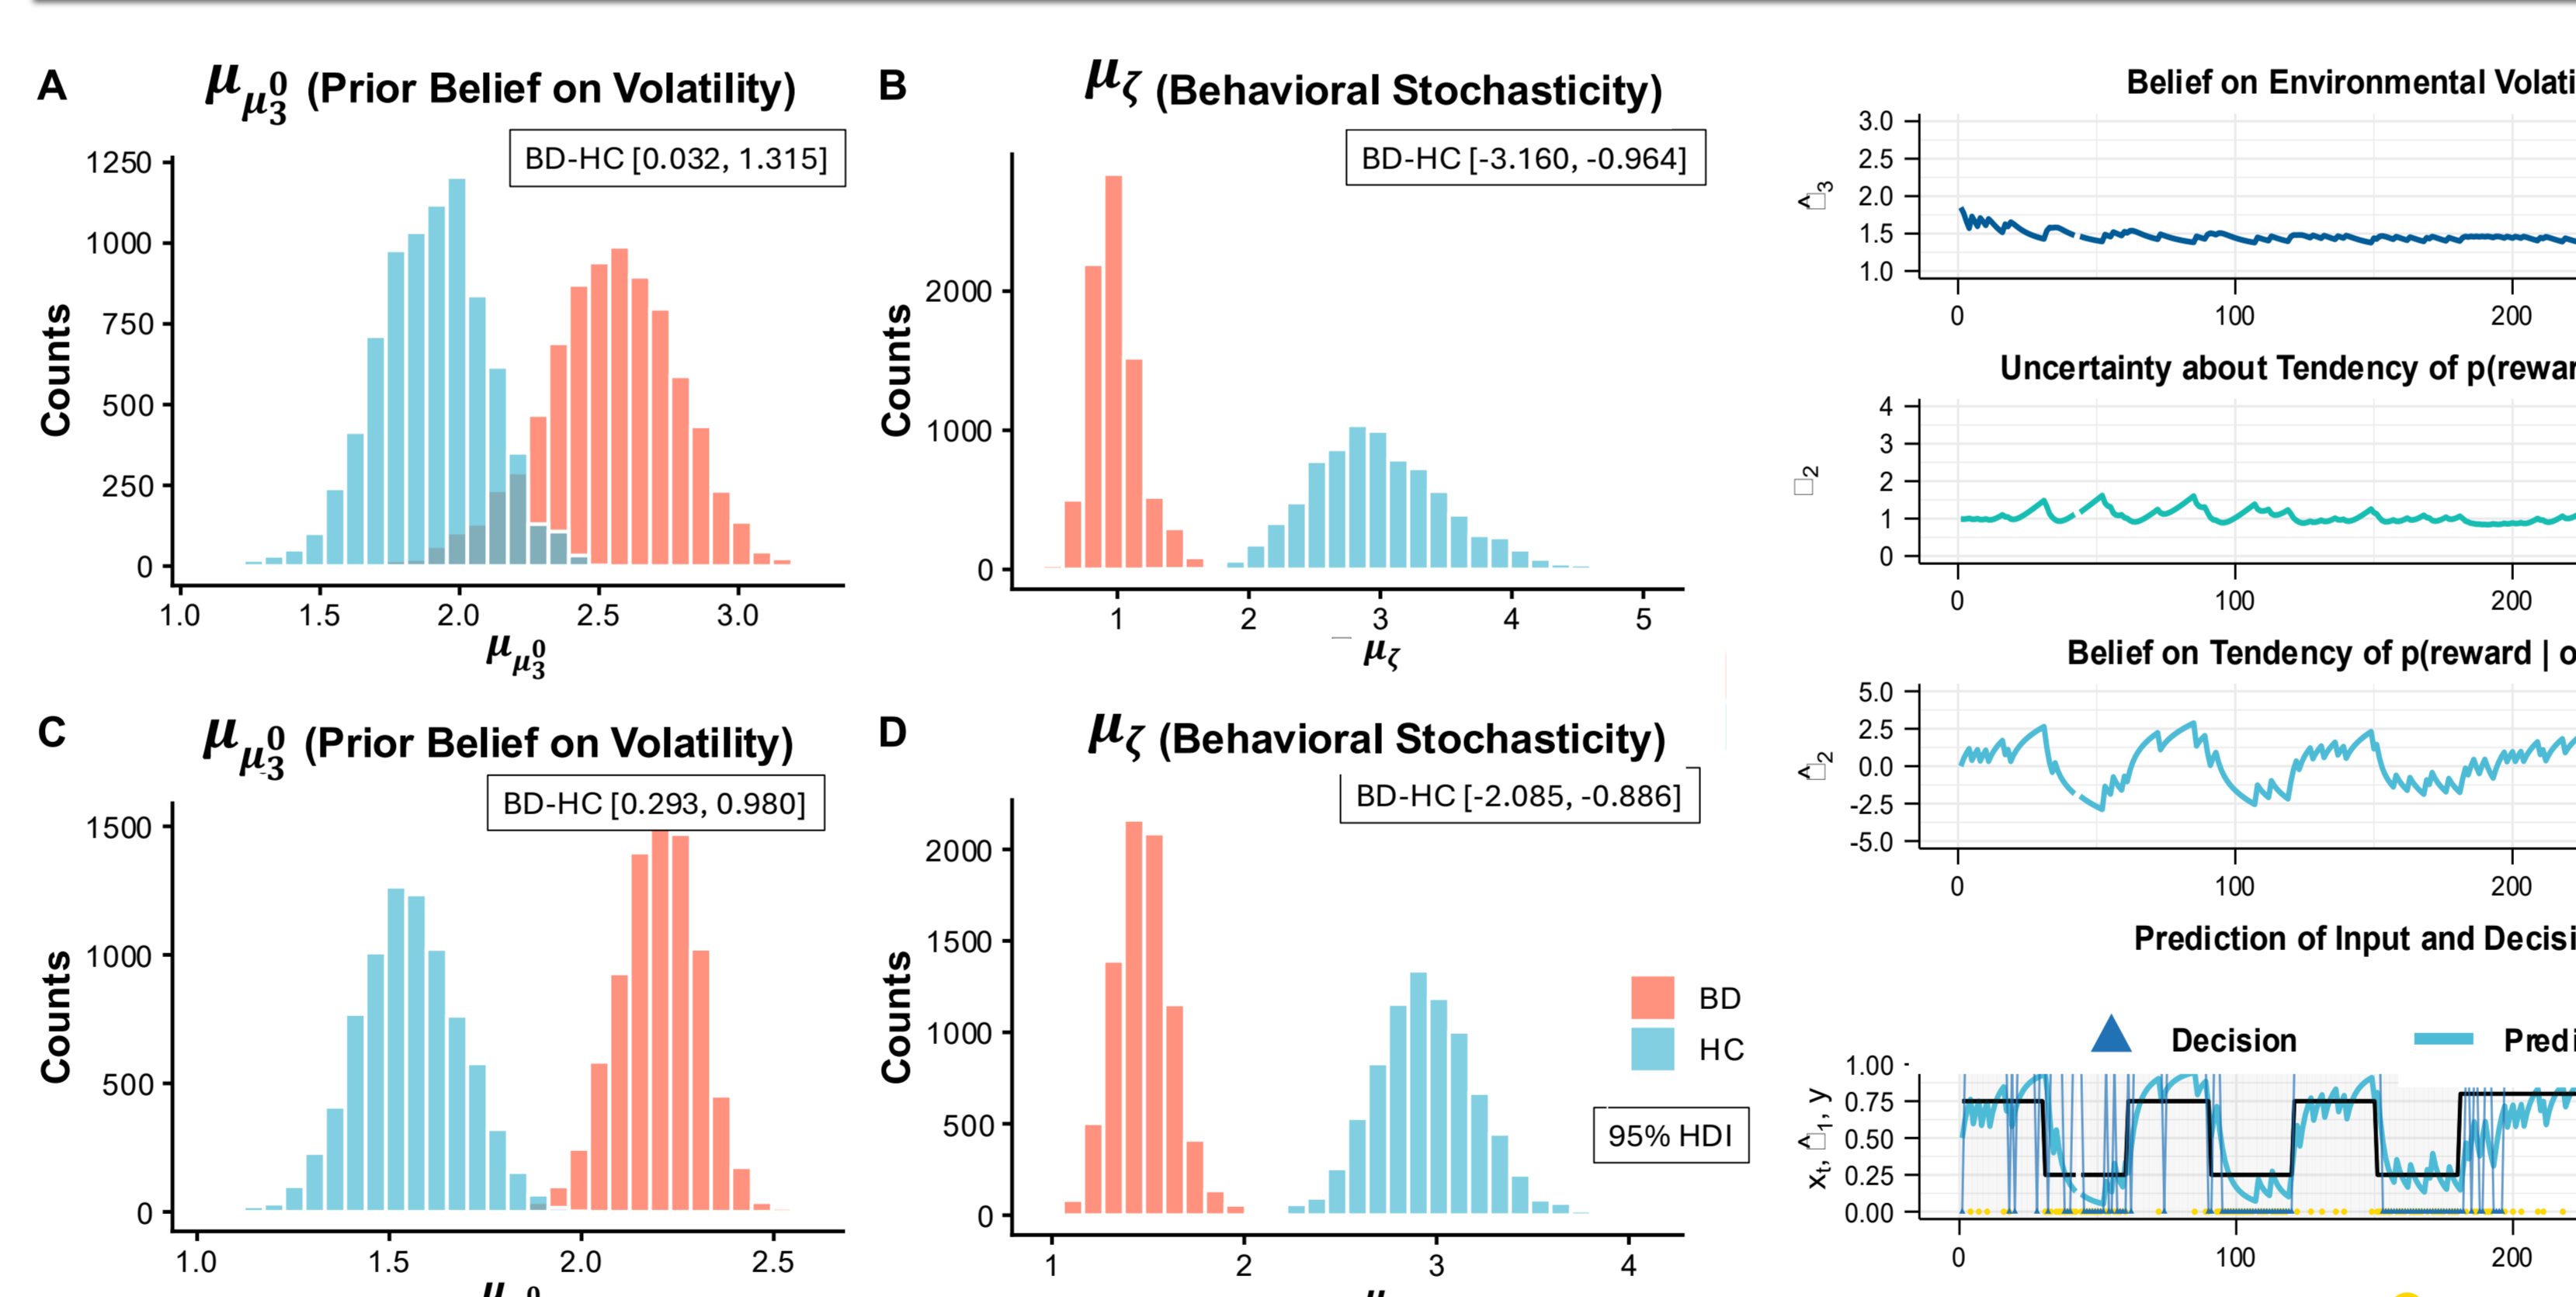 A
μμ₃⁰ (Prior Belief on Volatility)
BD-HC [0.032, 1.315]
1250
1000
750
500
250
0
Counts
1.0 1.5 2.0 2.5 3.0
μμ₃⁰
B
μζ (Behavioral Stochasticity)
BD-HC [-3.160, -0.964]
2000
1000
0
Counts
1 2 3 4 5
μζ
C
μμ₃⁰ (Prior Belief on Volatility)
BD-HC [0.293, 0.980]
1500
1000
500
0
Counts
1.0 1.5 2.0 2.5
D
μζ (Behavioral Stochasticity)
BD-HC [-2.085, -0.886]
2000
1500
1000
500
0
Counts
BD
HC
95% HDI
1 2 3 4
Belief on Environmental Volati
3.0
2.5
2.0
1.5
1.0
0 100 200
Uncertainty about Tendency of p(rewar
4
3
2
1
0
0 100 200
Belief on Tendency of p(reward | o
5.0
2.5
0.0
-2.5
-5.0
0 100 200
Prediction of Input and Decisi
Decision Predi
1.00
0.75
0.50
0.25
0.00
0 100 200